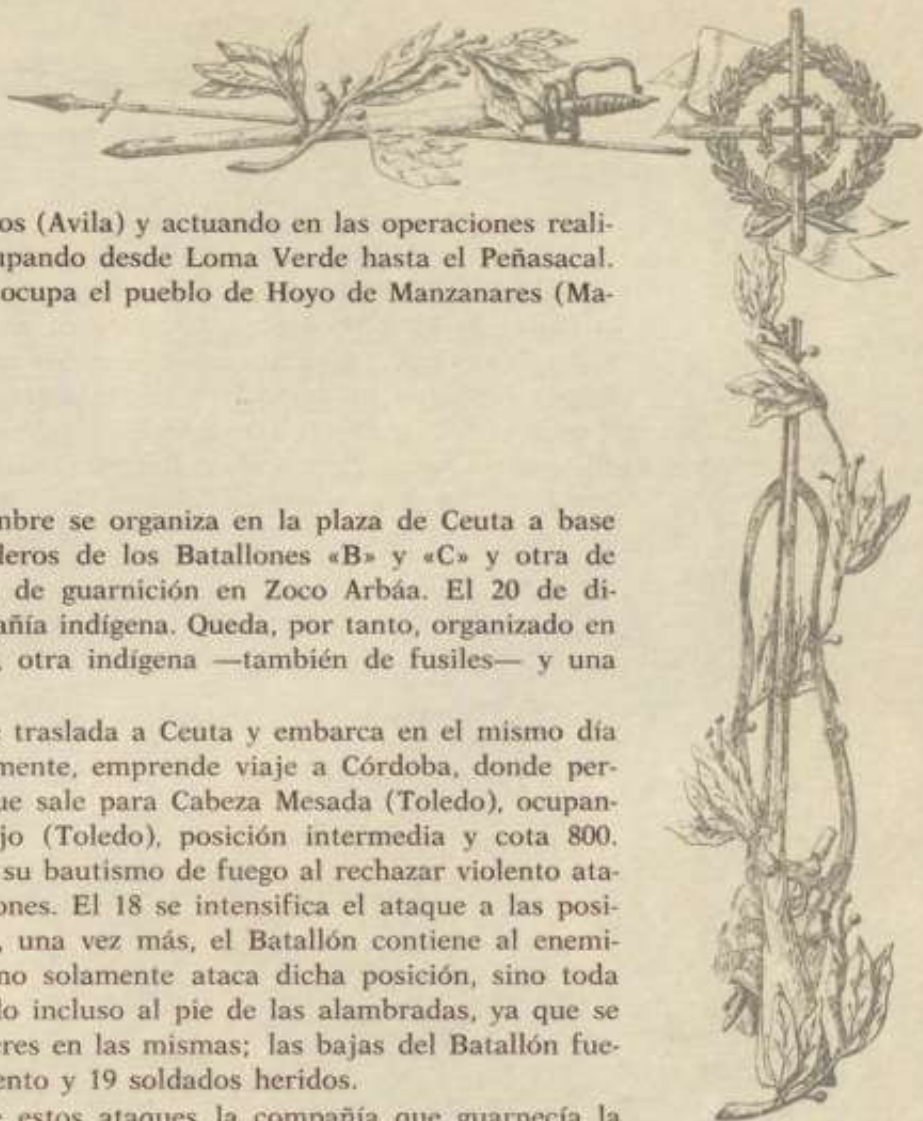 os (Avila) y actuando en las operaciones reali-
upando desde Loma Verde hasta el Peñasacal.
ocupa el pueblo de Hoyo de Manzanares (Ma-
mbre se organiza en la plaza de Ceuta a base
leros de los Batallones «B» y «C» y otra de
de guarnición en Zoco Arbáa. El 20 de di-
añía indígena. Queda, por tanto, organizado en
, otra indígena —también de fusiles— y una
traslada a Ceuta y embarca en el mismo día
mente, emprende viaje a Córdoba, donde per-
ue sale para Cabeza Mesada (Toledo), ocupan-
jo (Toledo), posición intermedia y cota 800.
su bautismo de fuego al rechazar violento ata-
ones. El 18 se intensifica el ataque a las posi-
, una vez más, el Batallón contiene al enemi-
no solamente ataca dicha posición, sino toda
do incluso al pie de las alambradas, ya que se
eres en las mismas; las bajas del Batallón fue-
ento y 19 soldados heridos.
e estos ataques la compañía que guarnecía la